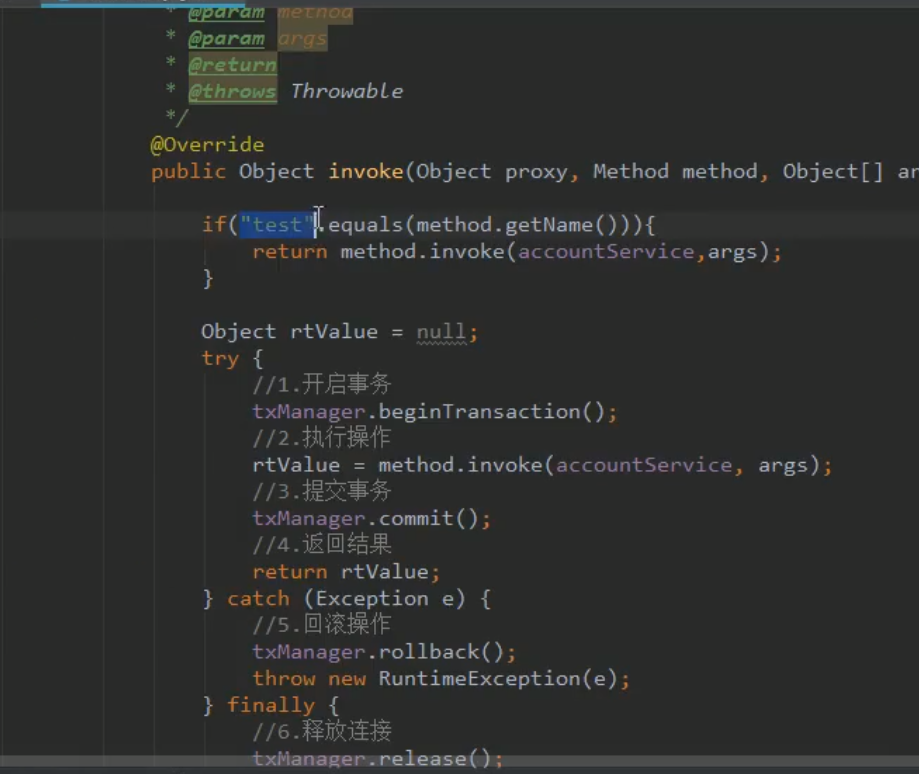 * @param method
* @param args
* @return
* @throws Throwable
*/
@Override
public Object invoke(Object proxy, Method method, Object[] ar
if("test".equals(method.getName())){
return method.invoke(accountService,args);
}
Object rtValue = null;
try {
//1.开启事务
txManager.beginTransaction();
//2.执行操作
rtValue = method.invoke(accountService, args);
//3.提交事务
txManager.commit();
//4.返回结果
return rtValue;
} catch (Exception e) {
//5.回滚操作
txManager.rollback();
throw new RuntimeException(e);
} finally {
//6.释放连接
txManager.release();